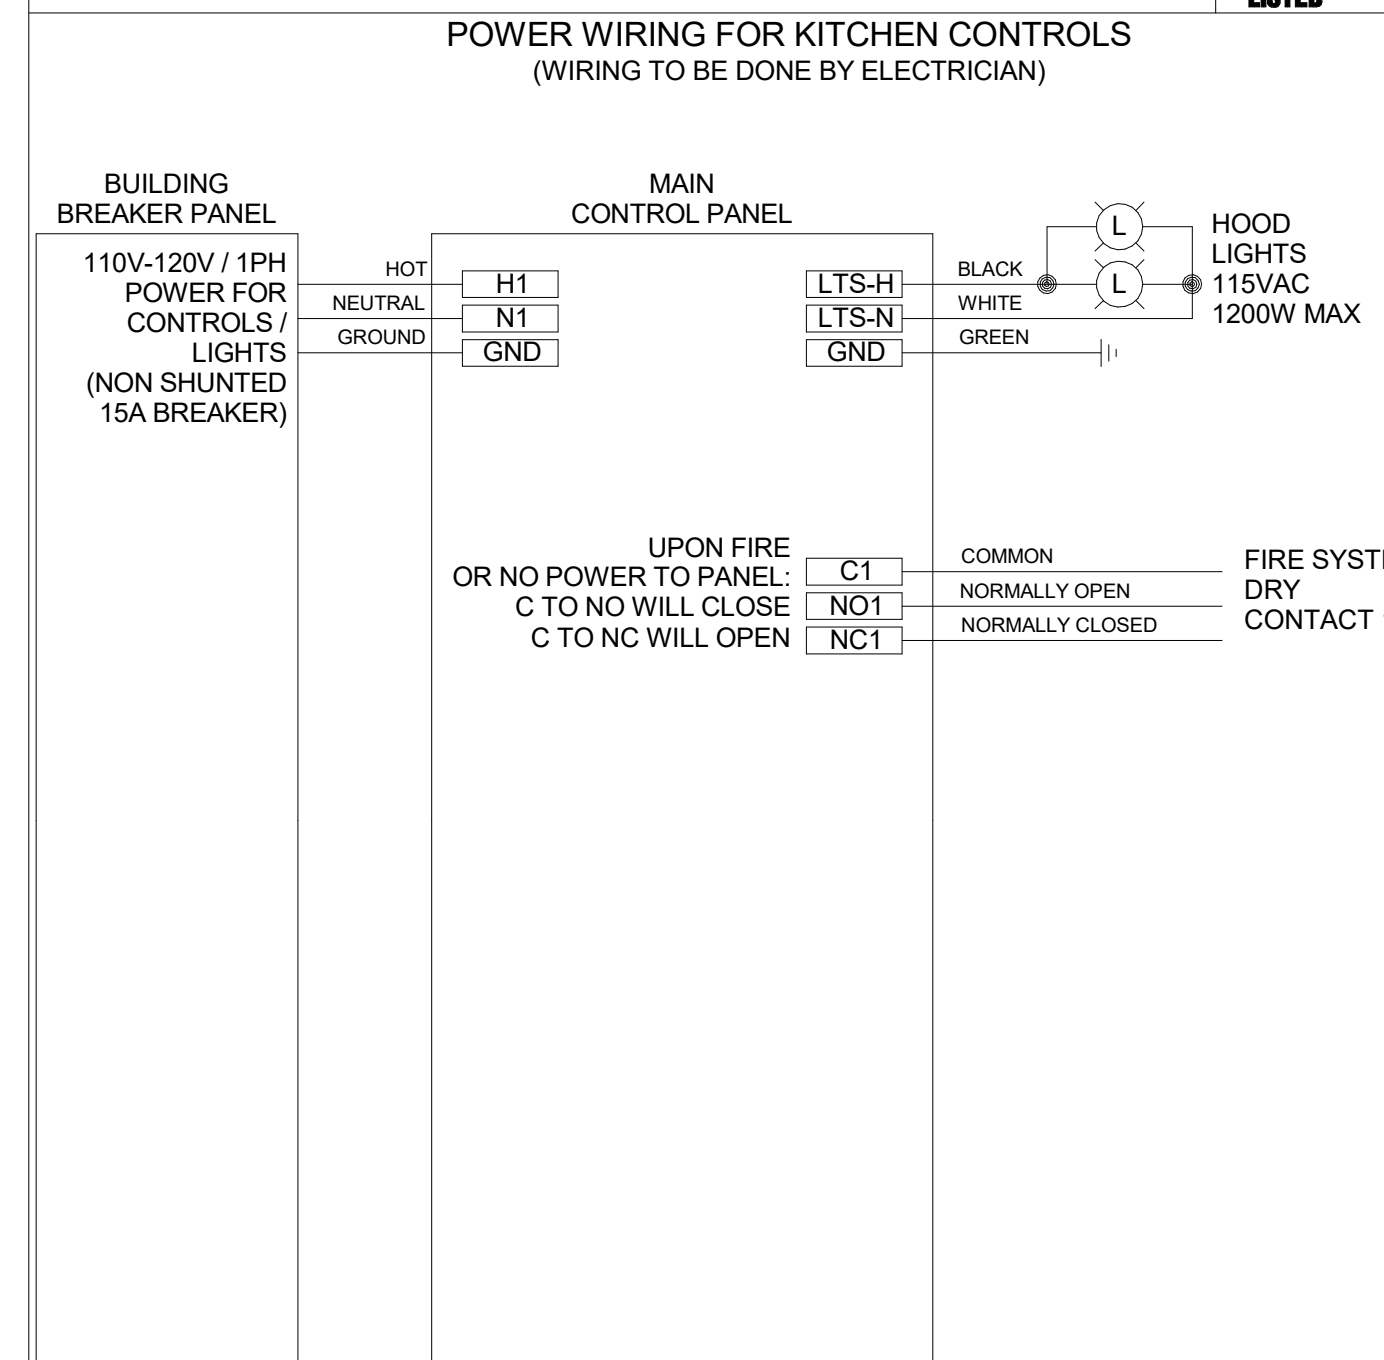 LISTED
POWER WIRING FOR KITCHEN CONTROLS
(WIRING TO BE DONE BY ELECTRICIAN)
BUILDING
BREAKER PANEL
110V-120V / 1PH
POWER FOR
CONTROLS /
LIGHTS
(NON SHUNTED
15A BREAKER)
HOT
NEUTRAL
GROUND
MAIN
CONTROL PANEL
H1
N1
GND
LTS-H
LTS-N
GND
BLACK
WHITE
GREEN
L
L
HOOD
LIGHTS
115VAC
1200W MAX
UPON FIRE
OR NO POWER TO PANEL:
C TO NO WILL CLOSE
C TO NC WILL OPEN
C1
NO1
NC1
COMMON
NORMALLY OPEN
NORMALLY CLOSED
FIRE
DRY
CONTACT